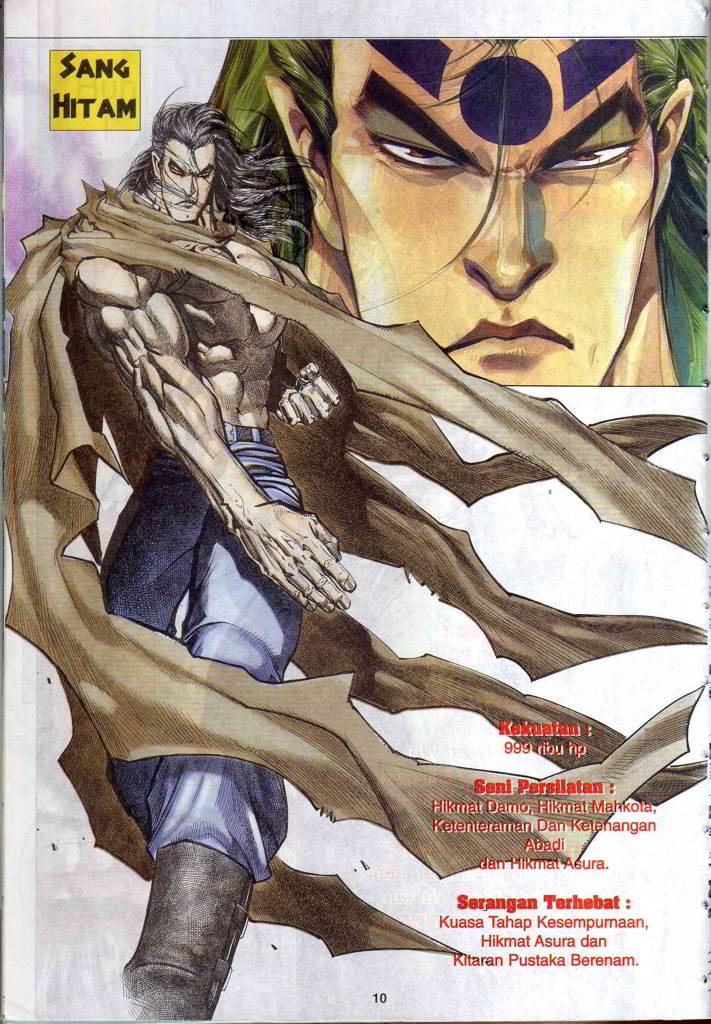 SANG
HITAM
Kekuatan :
999 ribu hp
Seni Persilatan :
Hikmat Damo, Hikmat Mahkota,
Ketenteraman Dan Ketenangan
Abadi
dan Hikmat Asura.
Serangan Terhebat :
Kuasa Tahap Kesempurnaan,
Hikmat Asura dan
Kitaran Pustaka Berenam.
10